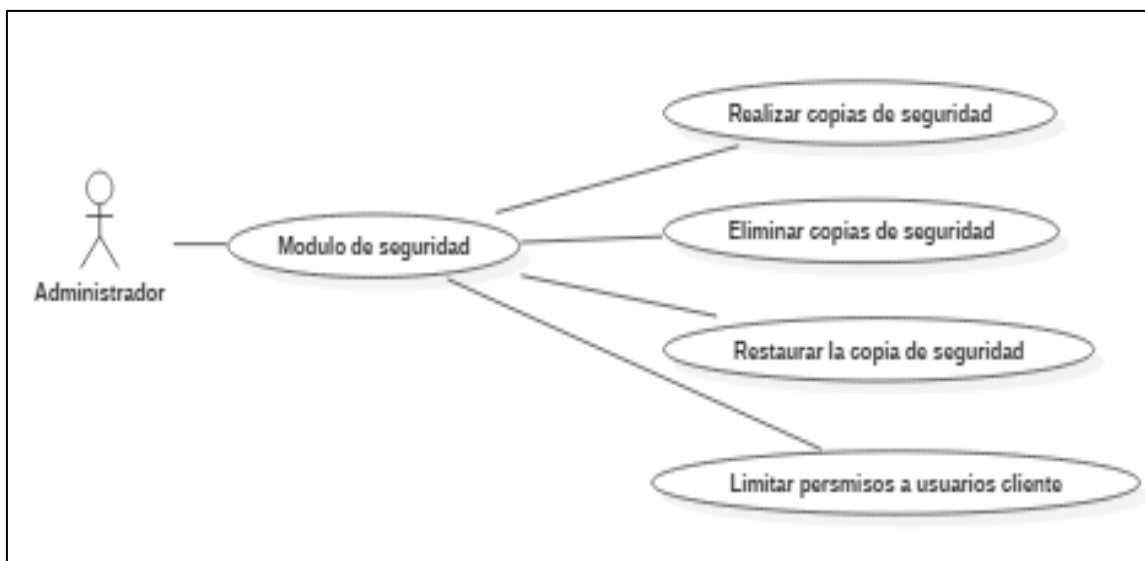 Realizar copias de seguridad
Eliminar copias de seguridad
Modulo de seguridad
Administrador
Restaurar la copia de seguridad
Limitar persmisos a usuarios cliente